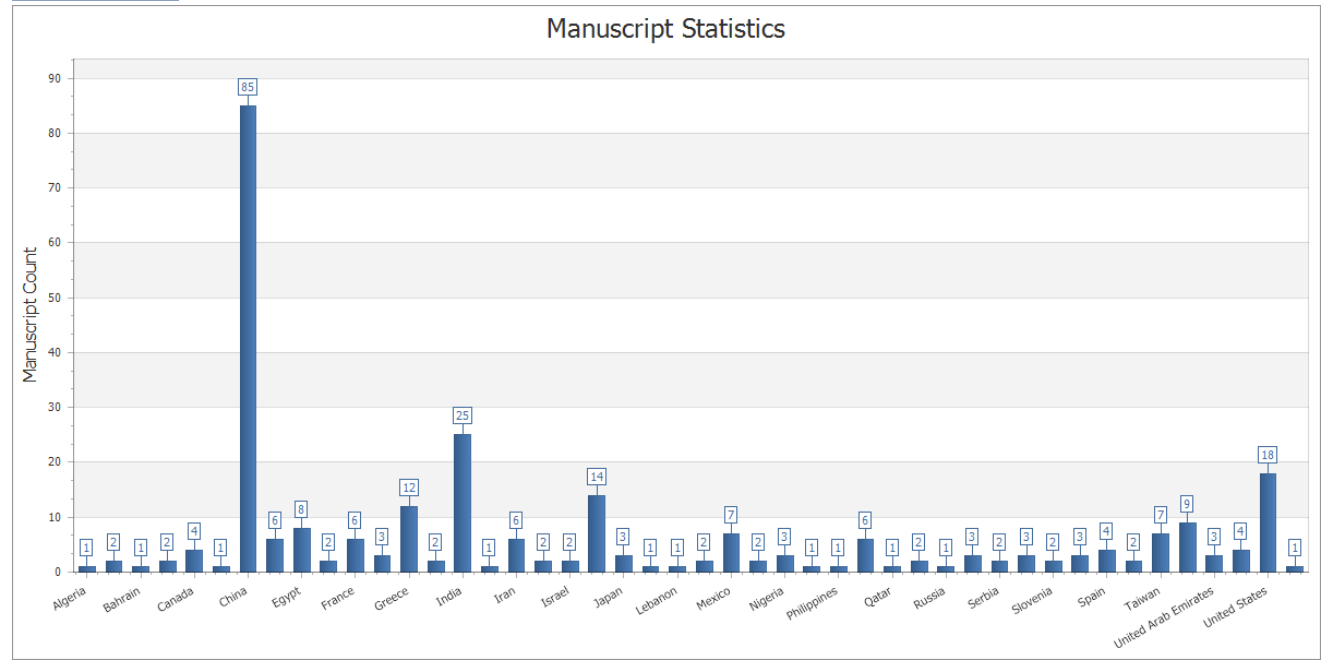 Manuscript Statistics
Manuscript Count
90
80
70
60
50
40
30
20
10
0
1 2 1 2 4 1 85 6 8 2 6 3 12 2 25 1 6 2 2 14 3 1 1 2 7 2 3 1 1 6 1 2 1 3 2 3 2 3 4 2 7 9 3 4 18 1
Algeria Bahrain Canada China Egypt France Greece India Iran Israel Japan Lebanon Mexico Nigeria Philippines Qatar Russia Serbia Slovenia Spain Taiwan United Arab Emirates United States